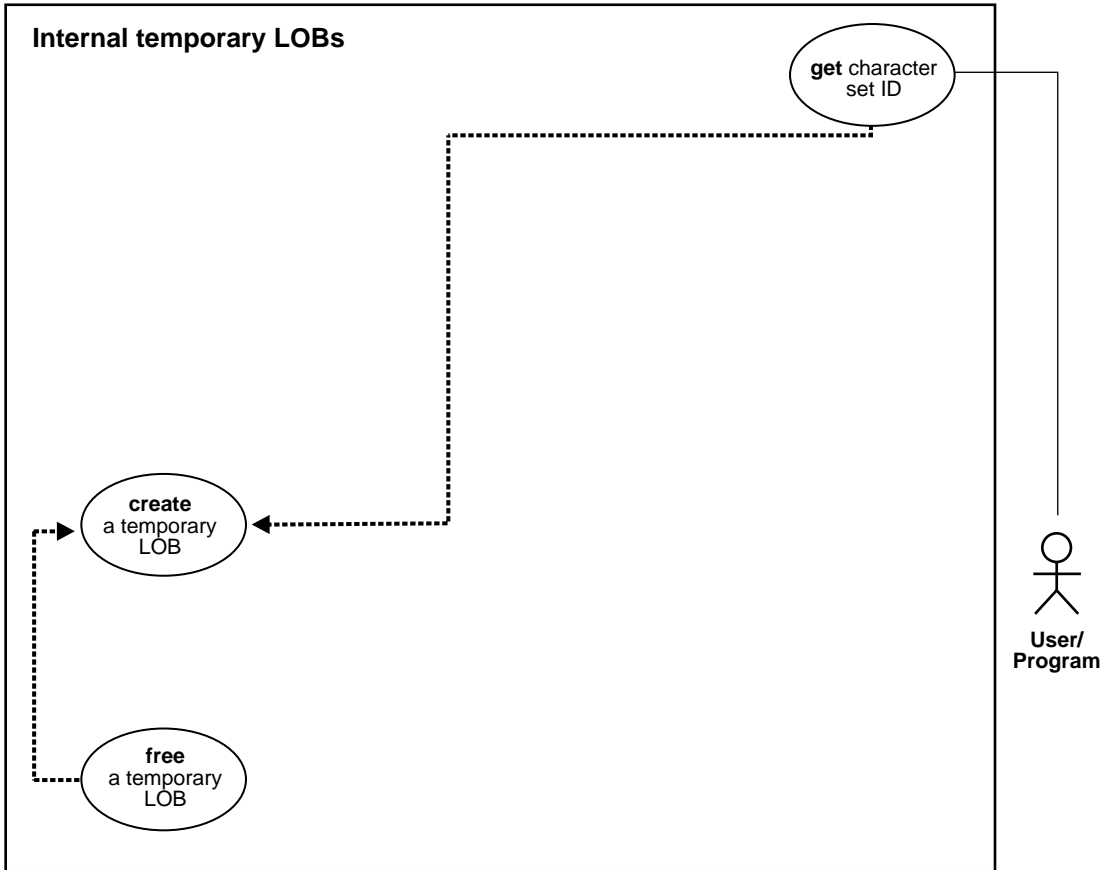 Internal temporary LOBs
get character
set ID
create
a temporary
LOB
User/
Program
free
a temporary
LOB